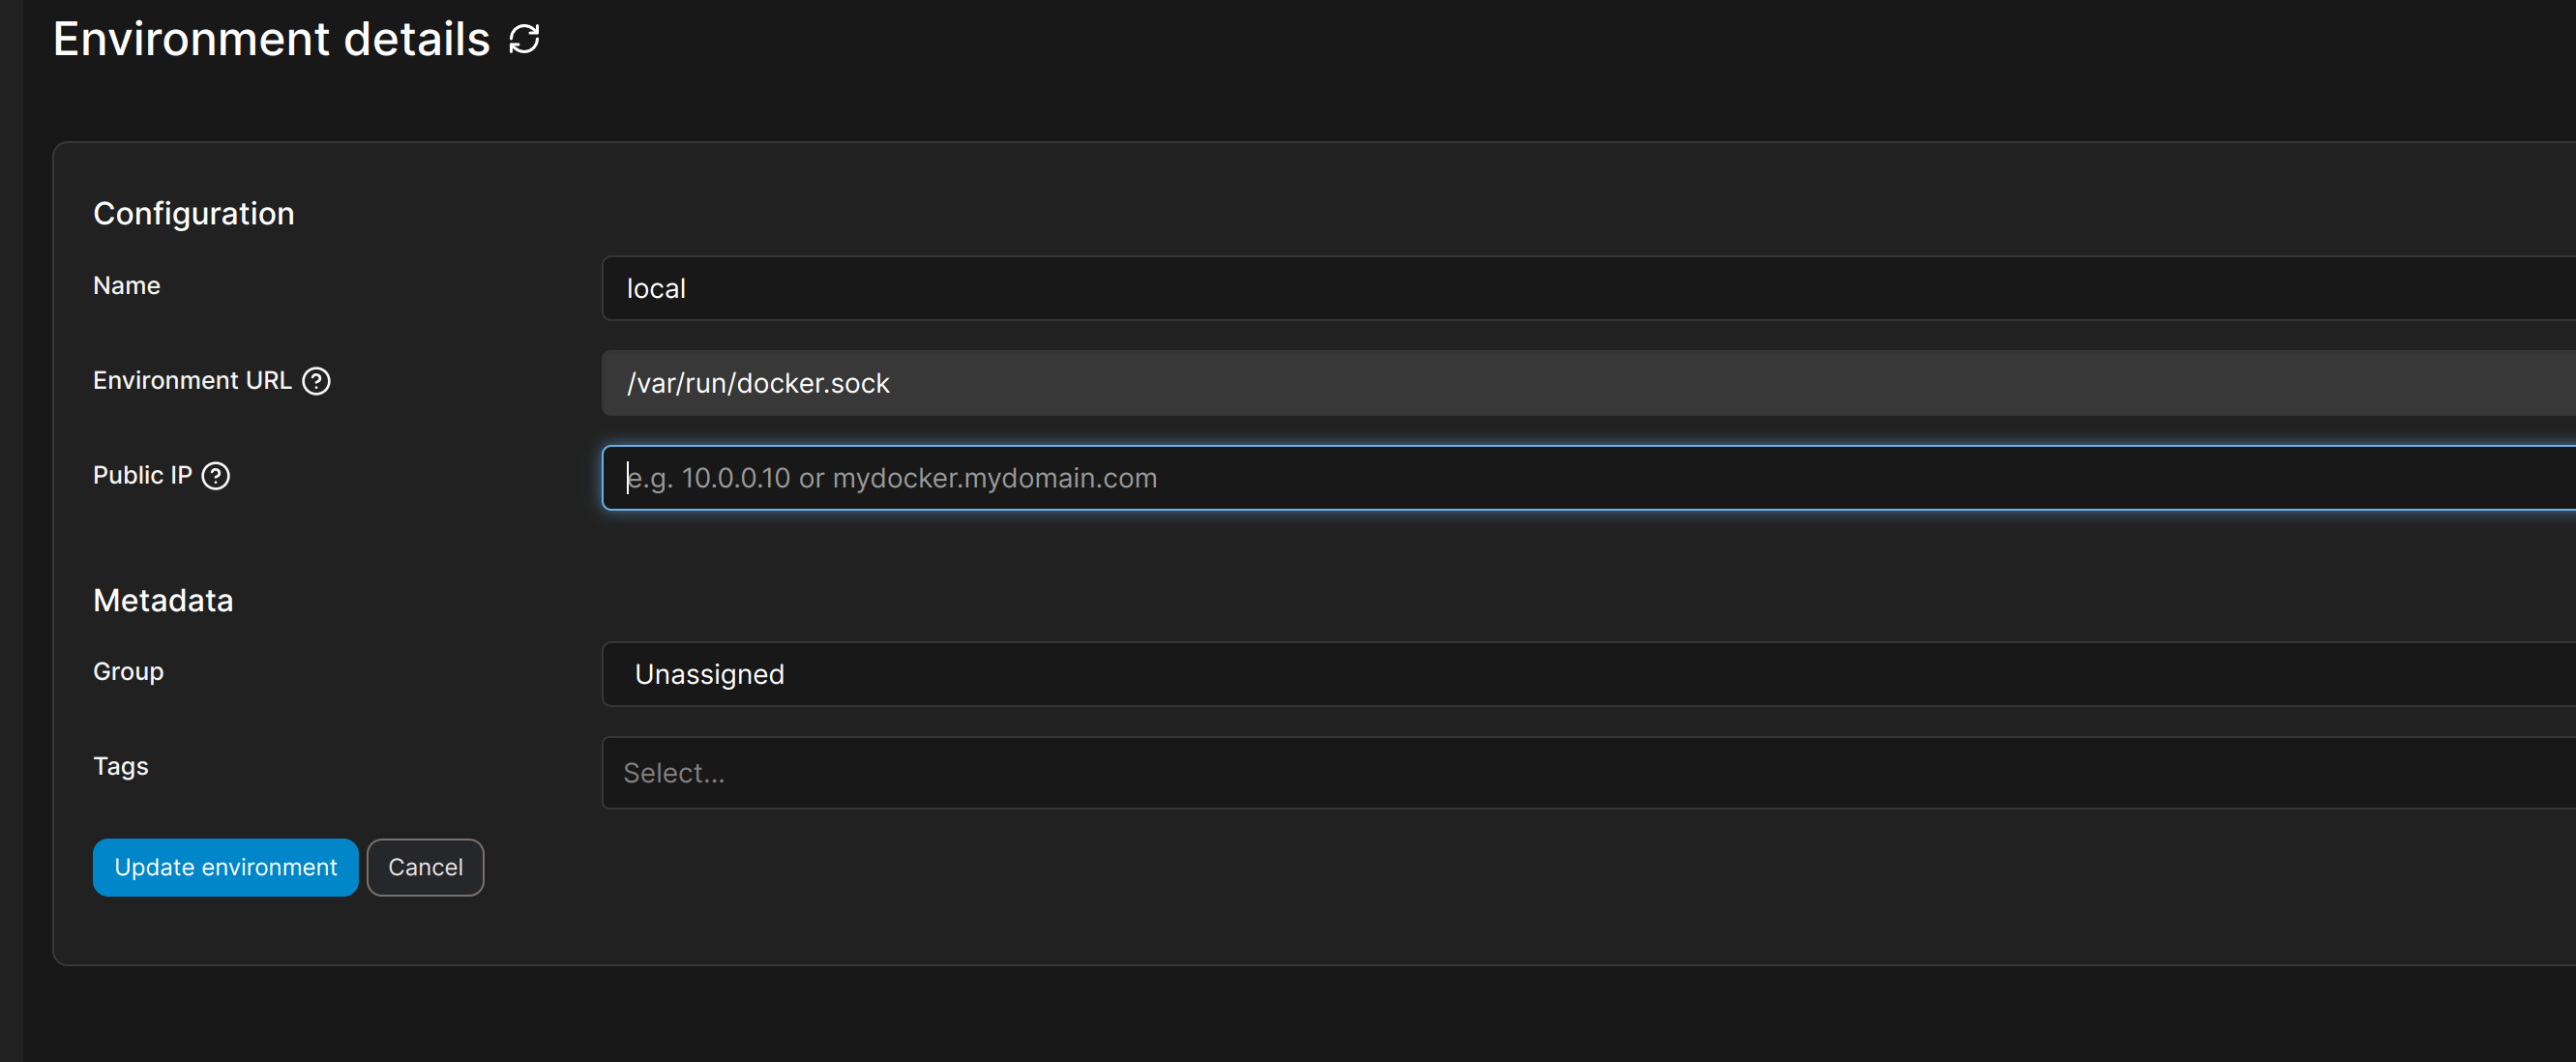 Environment details
Configuration
Name
local
Environment URL
/var/run/docker.sock
Public IP
e.g. 10.0.0.10 or mydocker.mydomain.com
Metadata
Group
Unassigned
Tags
Select...
Update environment
Cancel